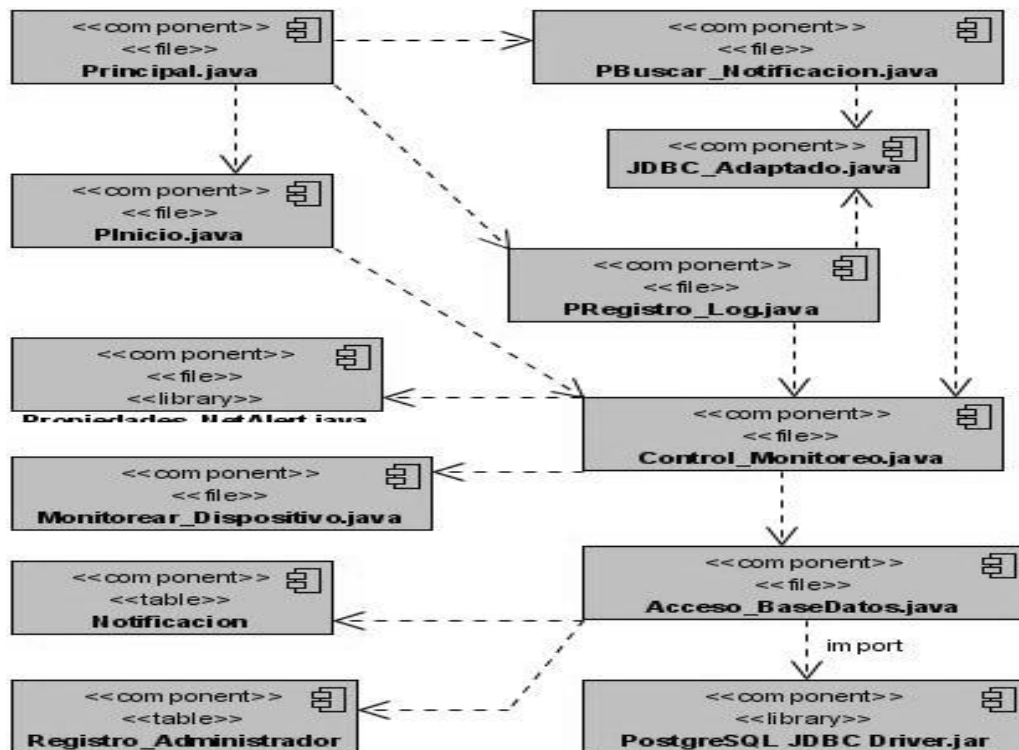 <<component>>
<<file>>
Principal.java
<<component>>
<<file>>
PBuscar_Notificacion.java
<<component>>
JDBC_Adaptado.java
<<component>>
<<file>>
PInicio.java
<<component>>
<<file>>
PRegistro_Log.java
<<component>>
<<file>>
<<library>>
Propiedades_NetAlert.java
<<component>>
<<file>>
Control_Monitoreo.java
<<component>>
<<file>>
Monitorear_Dispositivo.java
<<component>>
<<table>>
Notificacion
<<component>>
<<file>>
Acceso_BaseDatos.java
import
<<component>>
<<table>>
Registro_Administrador
<<component>>
<<library>>
PostgreSQL JDBC Driver.jar